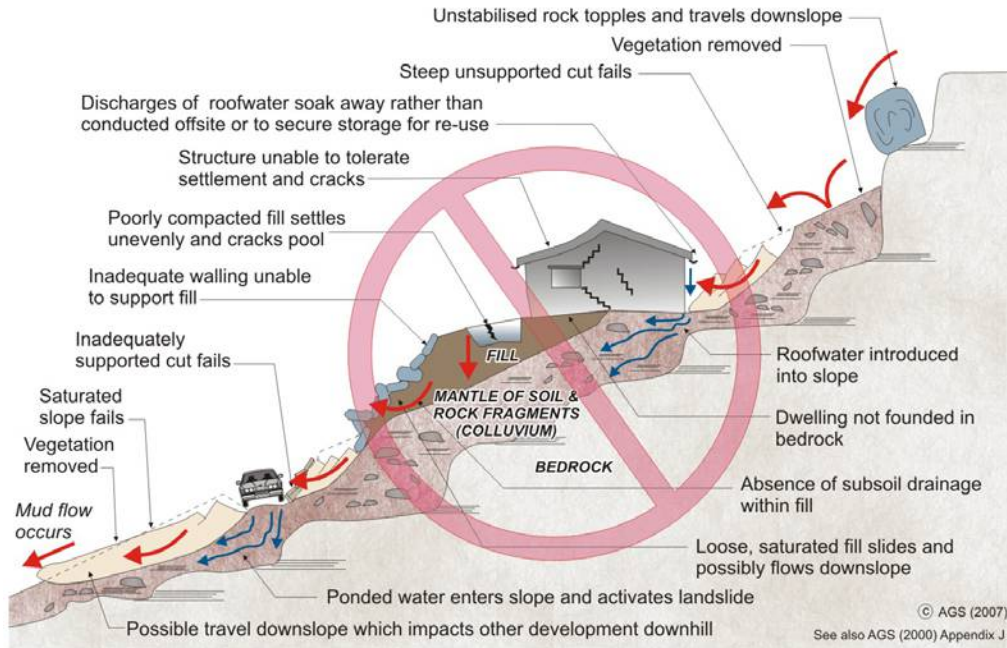 Unstabilised rock topples and travels downslope
Vegetation removed
Steep unsupported cut fails
Discharges of roofwater soak away rather than
conducted offsite or to secure storage for re-use
Structure unable to tolerate
settlement and cracks
Poorly compacted fill settles
unevenly and cracks pool
Inadequate walling unable
to support fill
Inadequately
supported cut fails
Saturated
slope fails
Vegetation
removed
Mud flow
occurs
FILL
MANTLE OF SOIL &
ROCK FRAGMENTS
(COLLUVIUM)
BEDROCK
Roofwater introduced
into slope
Dwelling not founded in
bedrock
Absence of subsoil drainage
within fill
Loose, saturated fill slides and
possibly flows downslope
Ponded water enters slope and activates landslide
Possible travel downslope which impacts other development downhill
© AGS (2007)
See also AGS (2000) Appendix J